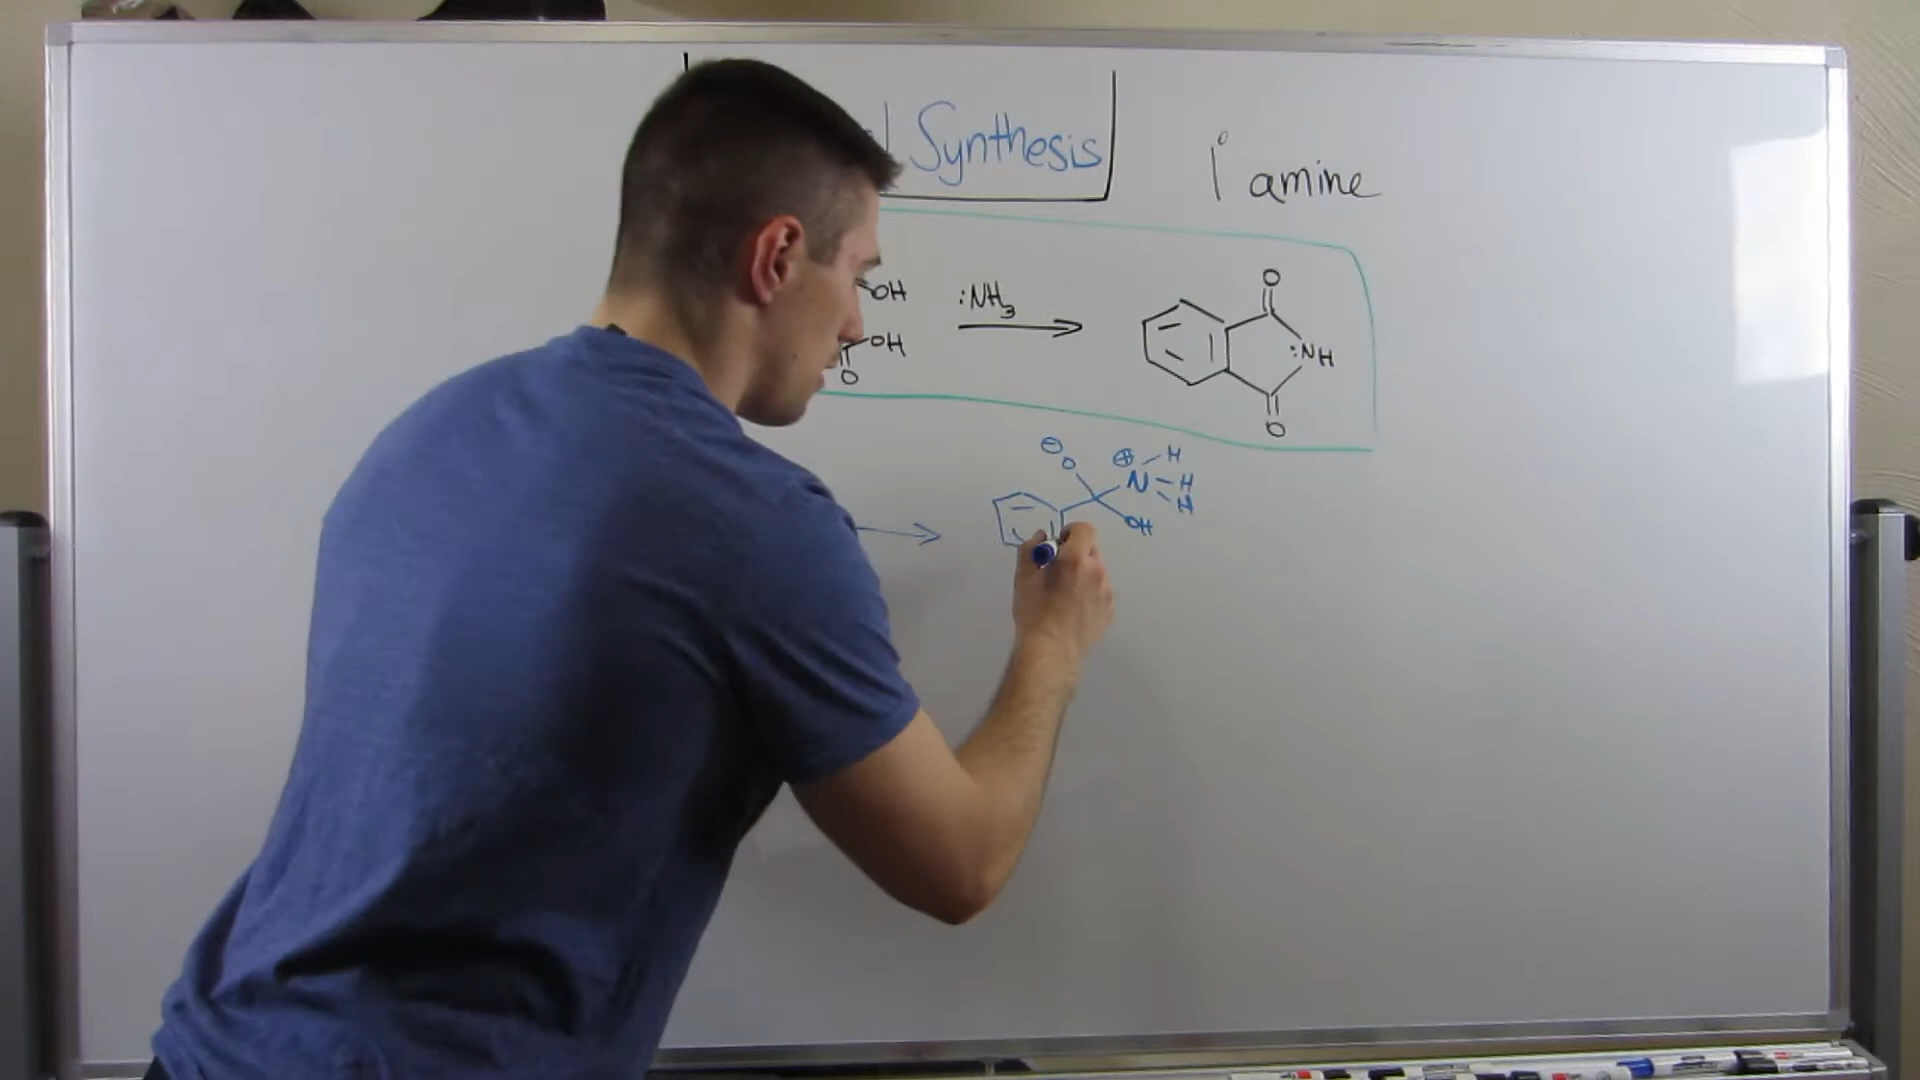 Synthesis
1° amine
OH :NH3
OH
O
O
:NH
O
⊖ O ⊕ N H
H
H
OH